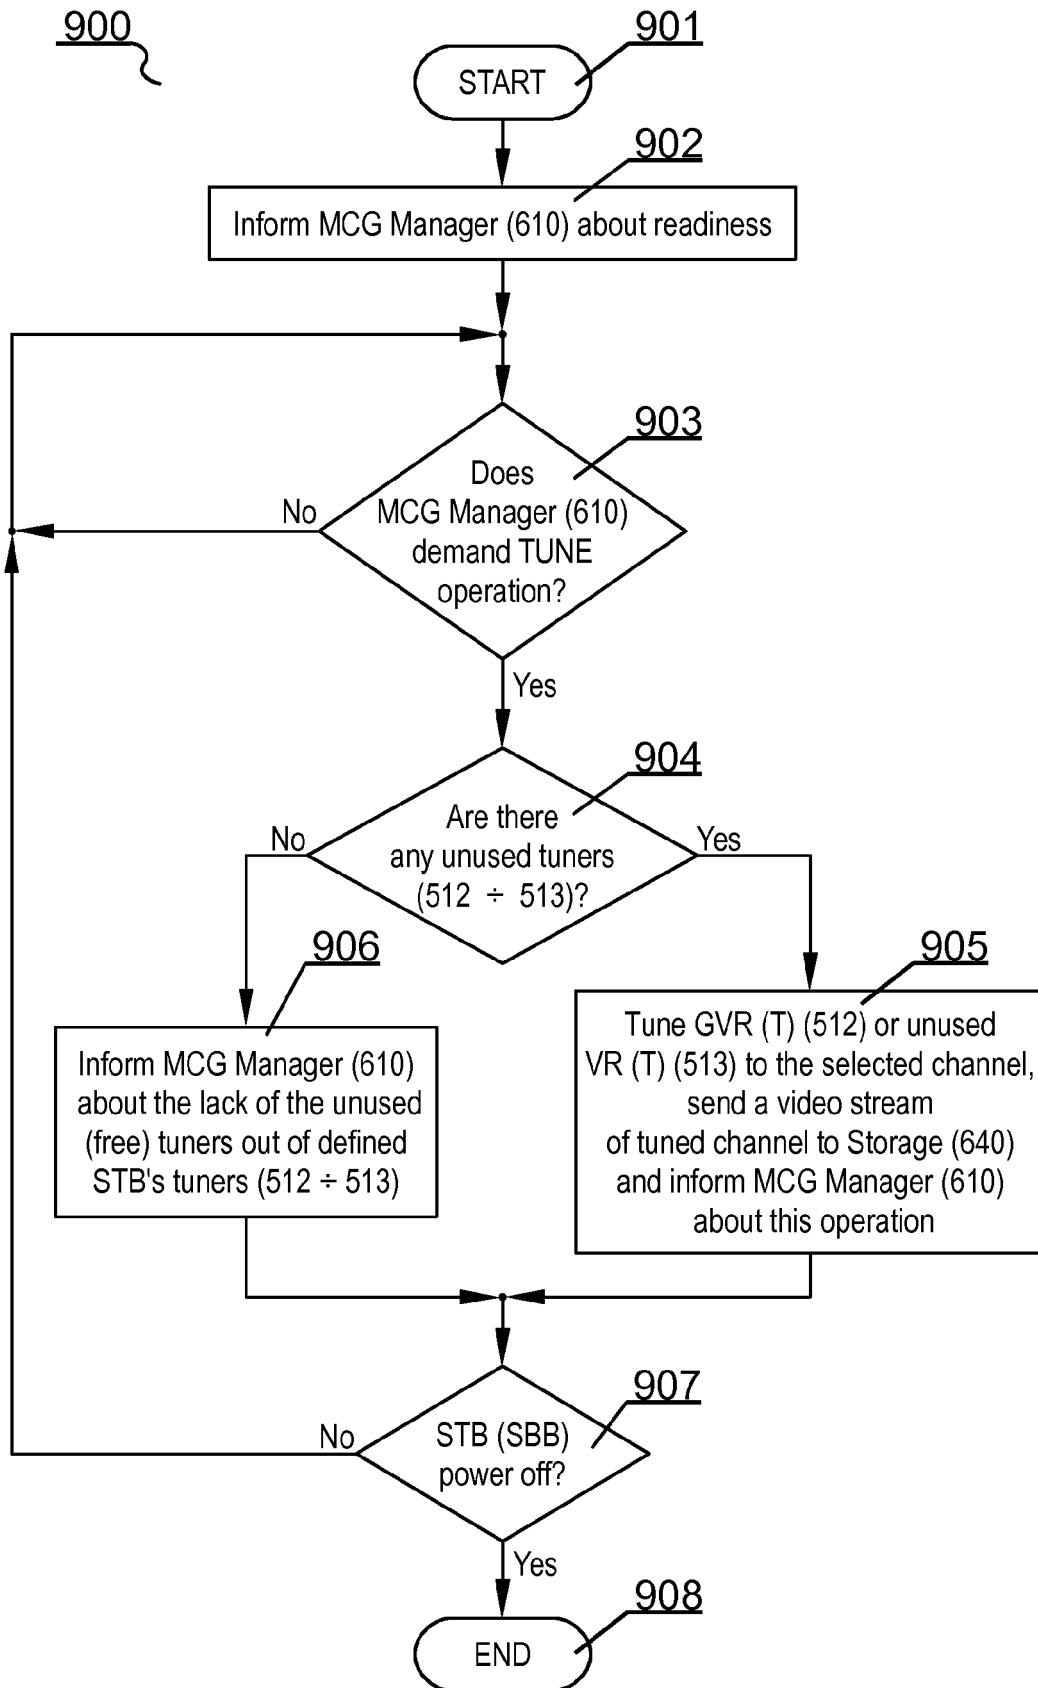 900
901
START
902
Inform MCG Manager (610) about readiness
903
Does
MCG Manager (610)
demand TUNE
operation?
No
Yes
904
Are there
any unused tuners
(512 ÷ 513)?
No
Yes
906
Inform MCG Manager (610)
about the lack of the unused
(free) tuners out of defined
STB's tuners (512 ÷ 513)
905
Tune GVR (T) (512) or unused
VR (T) (513) to the selected channel,
send a video stream
of tuned channel to Storage (640)
and inform MCG Manager (610)
about this operation
907
STB (SBB)
power off?
No
Yes
908
END